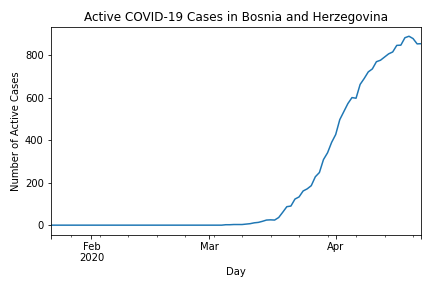 Active COVID-19 Cases in Bosnia and Herzegovina
Number of Active Cases
800
600
400
200
0
Feb
2020
Mar
Apr
Day